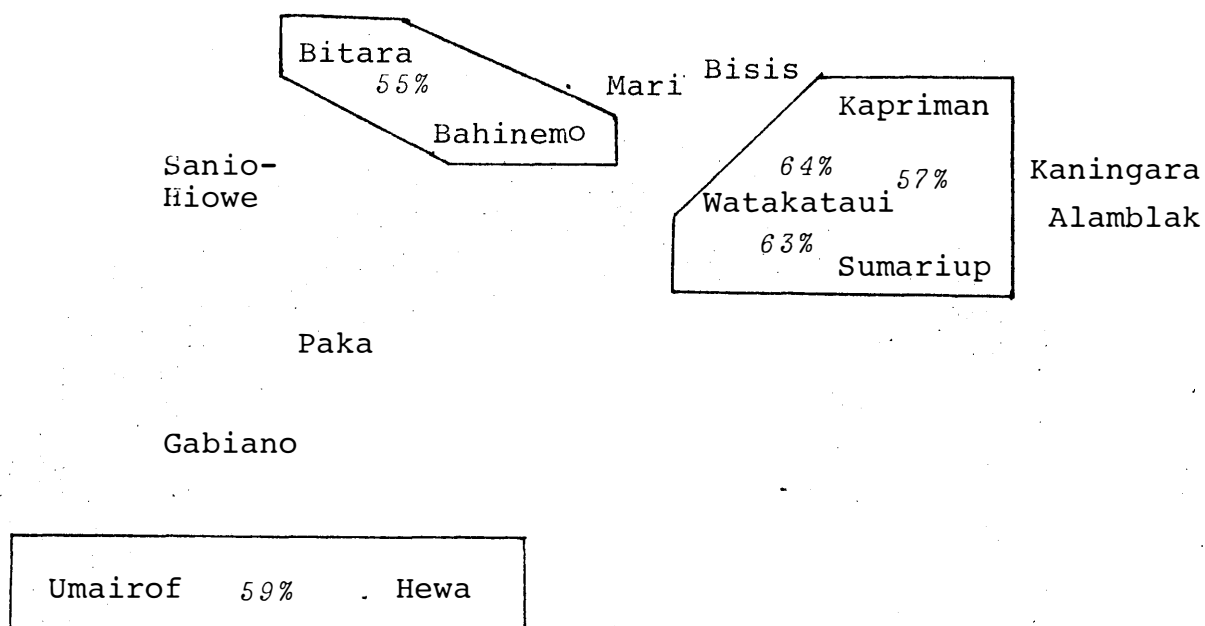 Bitara
55%
Bahinemo
Mari
Bisis
Kapriman
64%
57%
Watakataui
63%
Sumariup
Kaningara
Alamblak
Sanio-
Hiowe
Paka
Gabiano
Umairof 59% Hewa